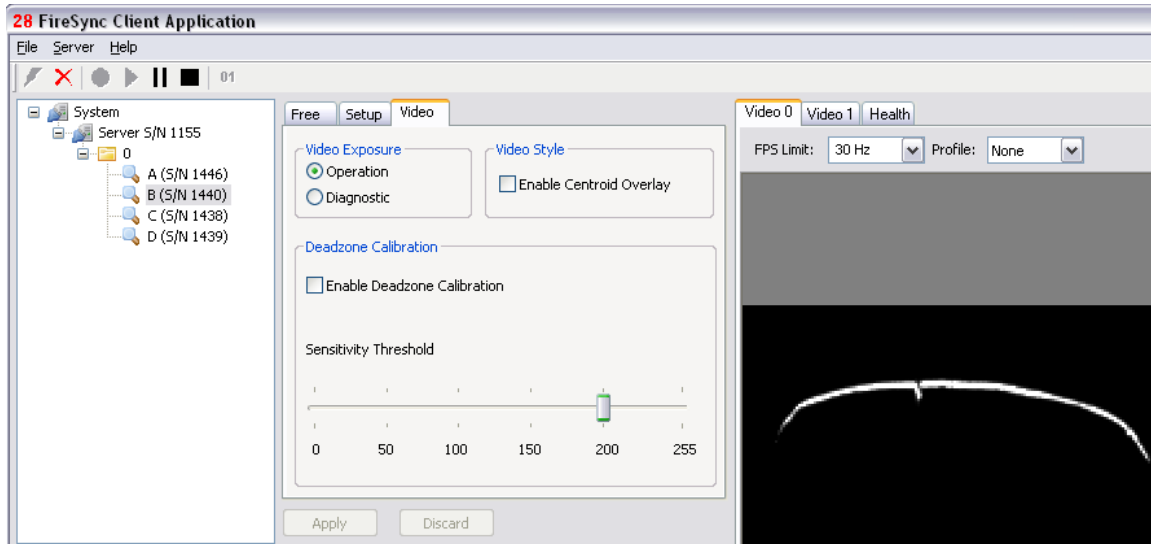 28 FireSync Client Application
File Server Help
01
System
Server S/N 1155
0
A (S/N 1446)
B (S/N 1440)
C (S/N 1438)
D (S/N 1439)
Free Setup Video
Video Exposure
Operation
Diagnostic
Video Style
Enable Centroid Overlay
Deadzone Calibration
Enable Deadzone Calibration
Sensitivity Threshold
0 50 100 150 200 255
Apply Discard
Video 0 Video 1 Health
FPS Limit: 30 Hz Profile: None